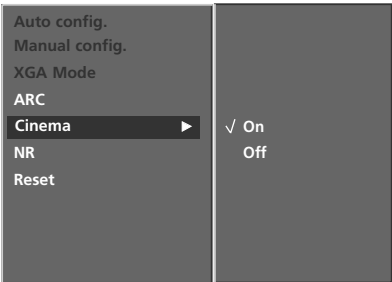 Auto config.
Manual config.
XGA Mode
ARC
Cinema ▶ √ On
NR Off
Reset